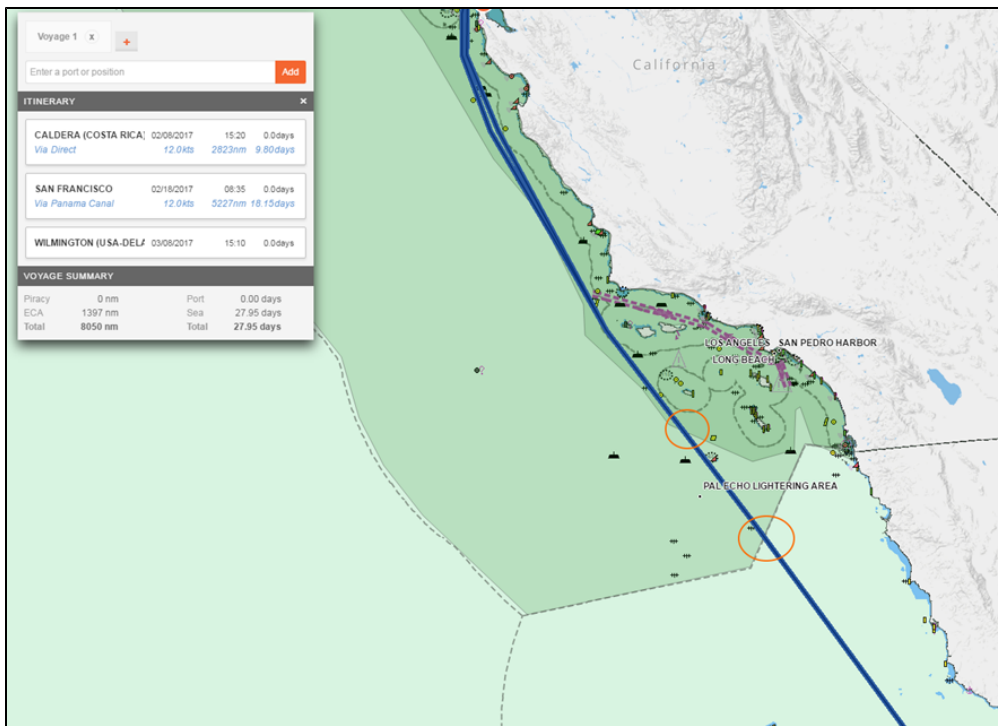 Voyage 1 x +
Enter a port or position Add
ITINERARY x
CALDERA (COSTA RICA) 02/08/2017 15:20 0.0days
Via Direct 12.0kts 2823nm 9.80days
SAN FRANCISCO 02/18/2017 08:35 0.0days
Via Panama Canal 12.0kts 5227nm 18.15days
WILMINGTON (USA-DELA 03/08/2017 15:10 0.0days
VOYAGE SUMMARY
Piracy 0 nm Port 0.00 days
ECA 1397 nm Sea 27.95 days
Total 8050 nm Total 27.95 days
California
LOS ANGELES SAN PEDRO HARBOR
LONG BEACH
PAL ECHO LIGHTERING AREA